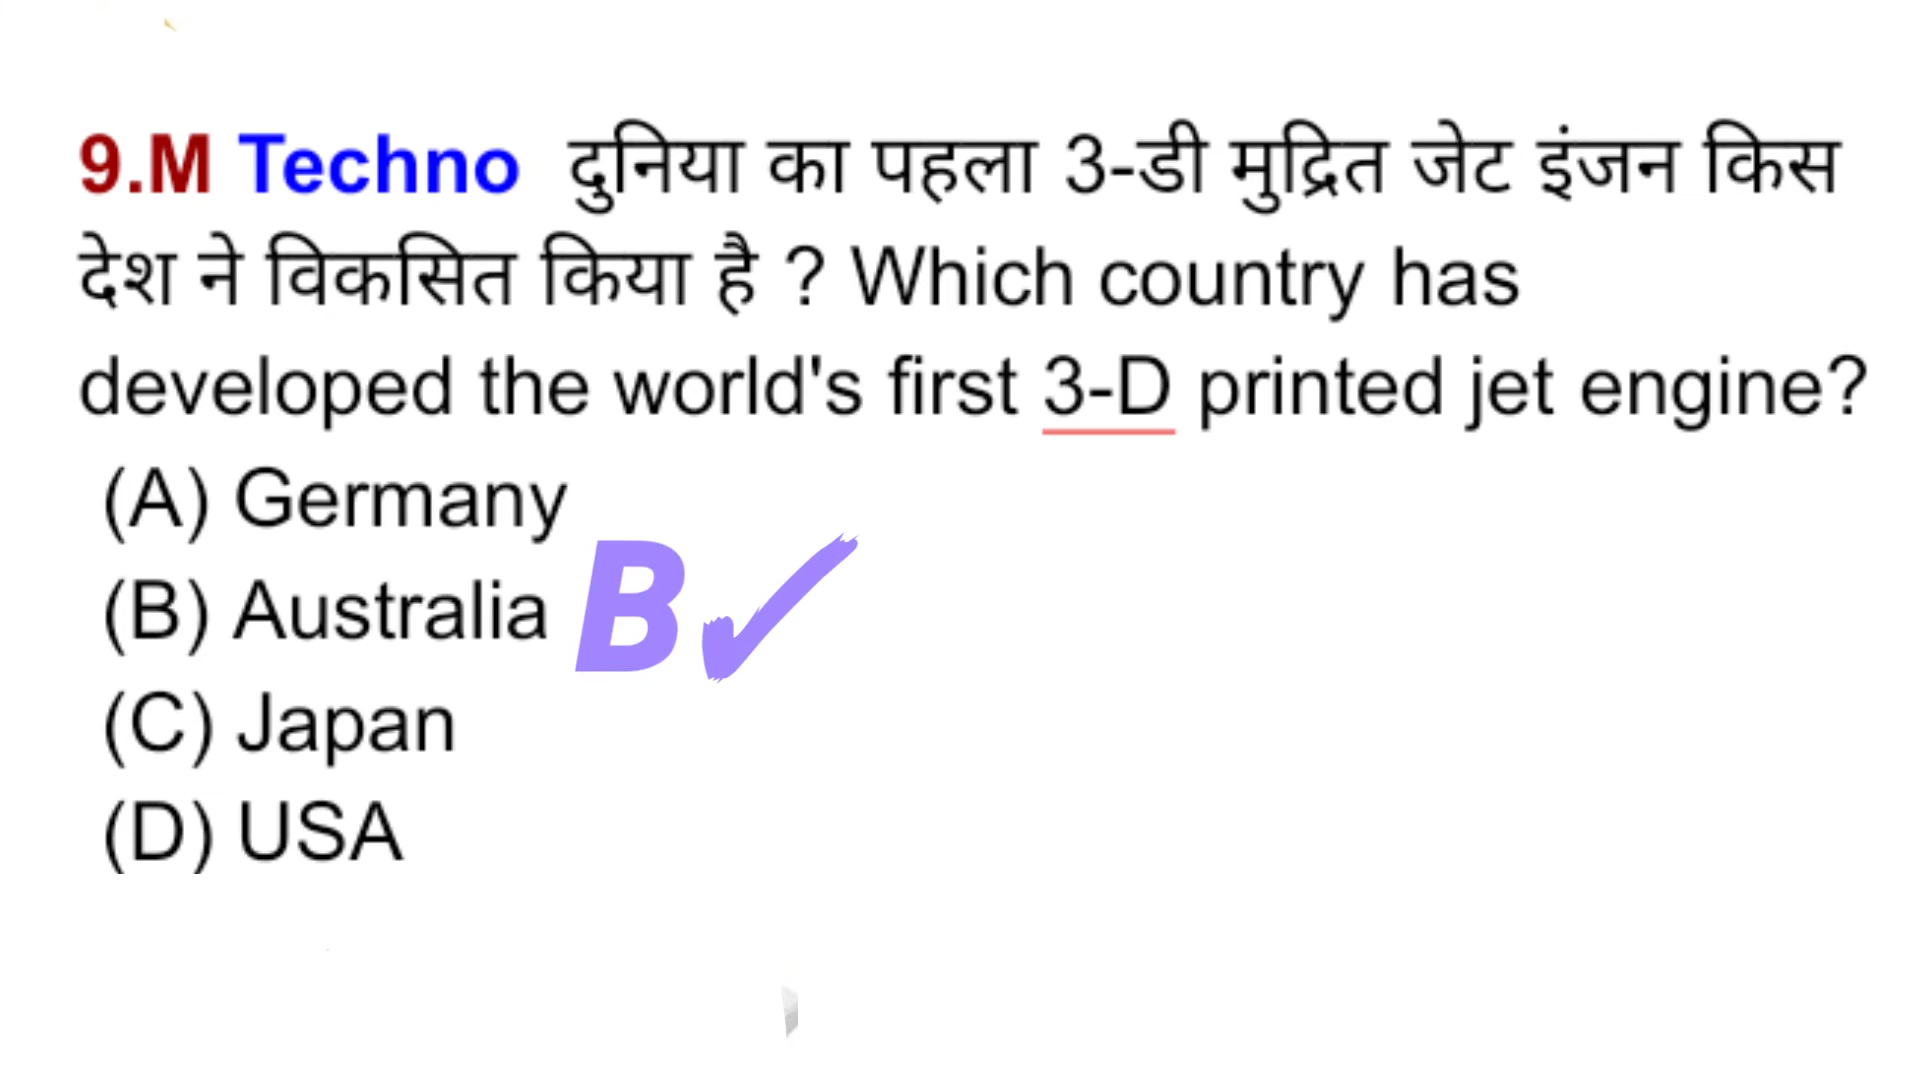 9.M Techno दुनिया का पहला 3-डी मुद्रित जेट इंजन किस
देश ने विकसित किया है ? Which country has
developed the world's first 3-D printed jet engine?
(A) Germany
(B) Australia B✓
(C) Japan
(D) USA